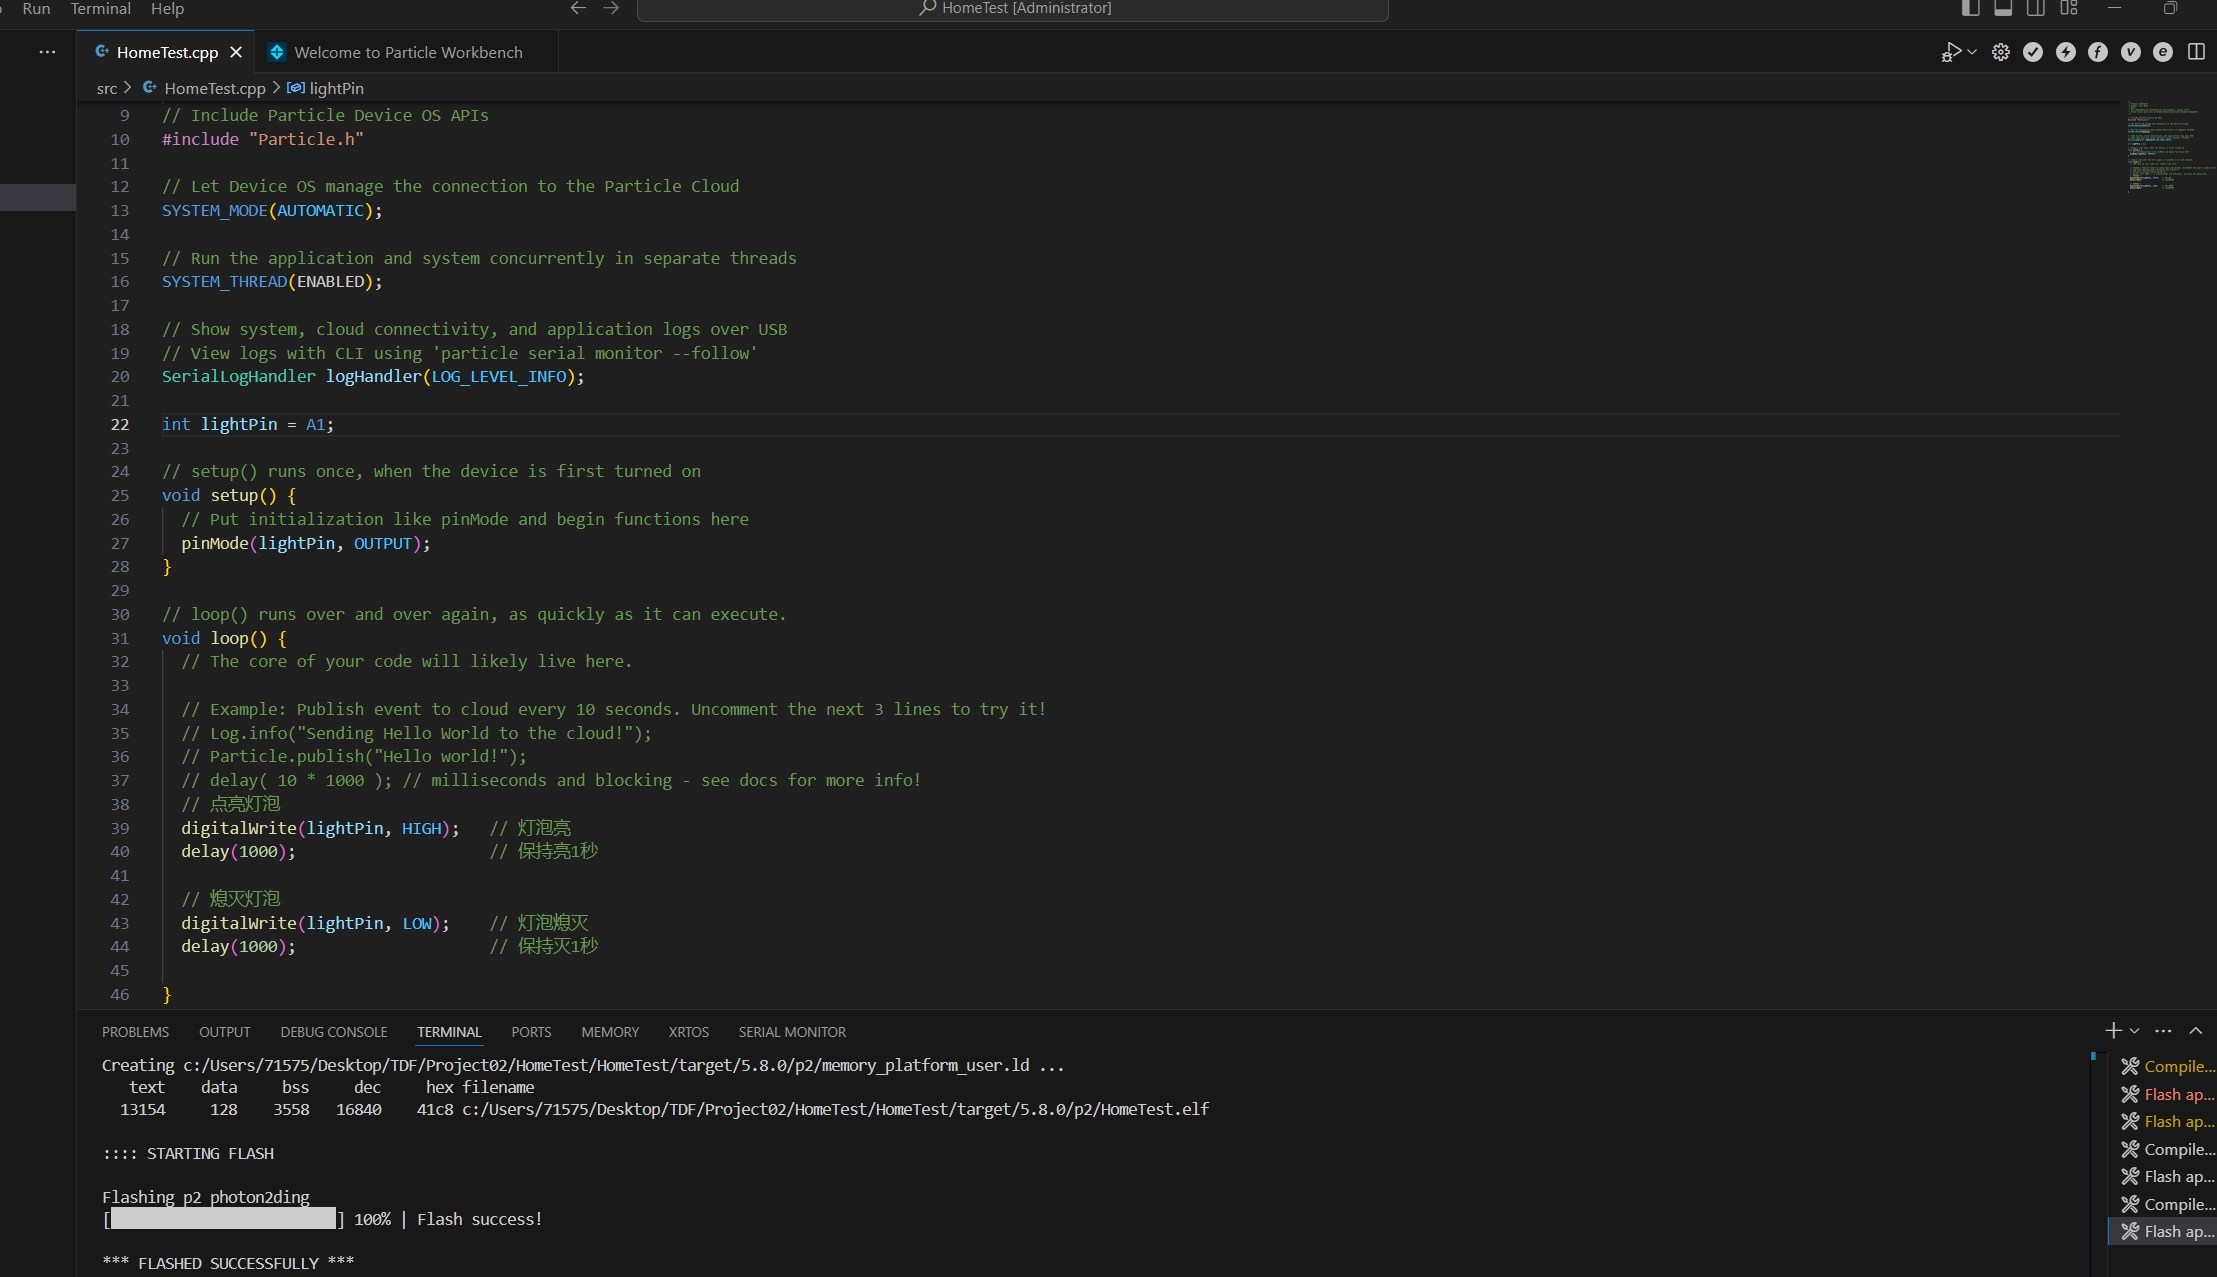 Run Terminal Help
HomeTest [Administrator]
HomeTest.cpp
Welcome to Particle Workbench
src > HomeTest.cpp > lightPin
9 // Include Particle Device OS APIs
10 #include "Particle.h"
11
12 // Let Device OS manage the connection to the Particle Cloud
13 SYSTEM_MODE(AUTOMATIC);
14
15 // Run the application and system concurrently in separate threads
16 SYSTEM_THREAD(ENABLED);
17
18 // Show system, cloud connectivity, and application logs over USB
19 // View logs with CLI using 'particle serial monitor --follow'
20 SerialLogHandler logHandler(LOG_LEVEL_INFO);
21
22 int lightPin = A1;
23
24 // setup() runs once, when the device is first turned on
25 void setup() {
26 // Put initialization like pinMode and begin functions here
27 pinMode(lightPin, OUTPUT);
28 }
29
30 // loop() runs over and over again, as quickly as it can execute.
31 void loop() {
32 // The core of your code will likely live here.
33
34 // Example: Publish event to cloud every 10 seconds. Uncomment the next 3 lines to try it!
35 // Log.info("Sending Hello World to the cloud!");
36 // Particle.publish("Hello world!");
37 // delay( 10 * 1000 ); // milliseconds and blocking - see docs for more info!
38 // 点亮灯泡
39 digitalWrite(lightPin, HIGH); // 灯泡亮
40 delay(1000); // 保持亮1秒
41
42 // 熄灭灯泡
43 digitalWrite(lightPin, LOW); // 灯泡熄灭
44 delay(1000); // 保持灭1秒
45
46 }
PROBLEMS OUTPUT DEBUG CONSOLE TERMINAL PORTS MEMORY XRTOS SERIAL MONITOR
Creating c:/Users/71575/Desktop/TDF/Project02/HomeTest/HomeTest/target/5.8.0/p2/memory_platform_user.ld ...
text data bss dec hex filename
13154 128 3558 16840 41c8 c:/Users/71575/Desktop/TDF/Project02/HomeTest/HomeTest/target/5.8.0/p2/HomeTest.elf
:::: STARTING FLASH
Flashing p2 photon2ding
[ ] 100% | Flash success!
*** FLASHED SUCCESSFULLY ***
Compile...
Flash ap...
Flash ap...
Compile...
Flash ap...
Compile...
Flash ap...